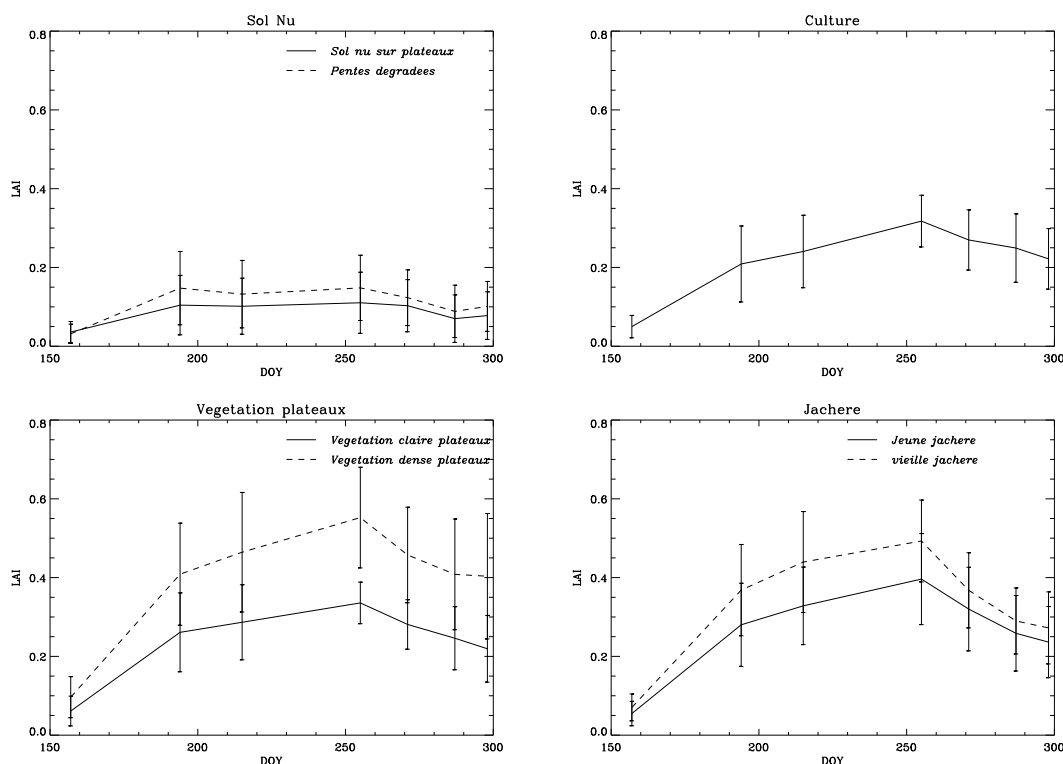 Sol Nu
0.8
Sol nu sur plateaux
Pentes degradees
0.6
LAI
0.4
0.2
0.0
150 200 250 300
DOY
Culture
0.8
0.6
LAI
0.4
0.2
0.0
150 200 250 300
DOY
Vegetation plateaux
0.8
Vegetation claire plateaux
Vegetation dense plateaux
0.6
LAI
0.4
0.2
0.0
150 200 250 300
DOY
Jachere
0.8
Jeune jachere
vieille jachere
0.6
LAI
0.4
0.2
0.0
150 200 250 300
DOY